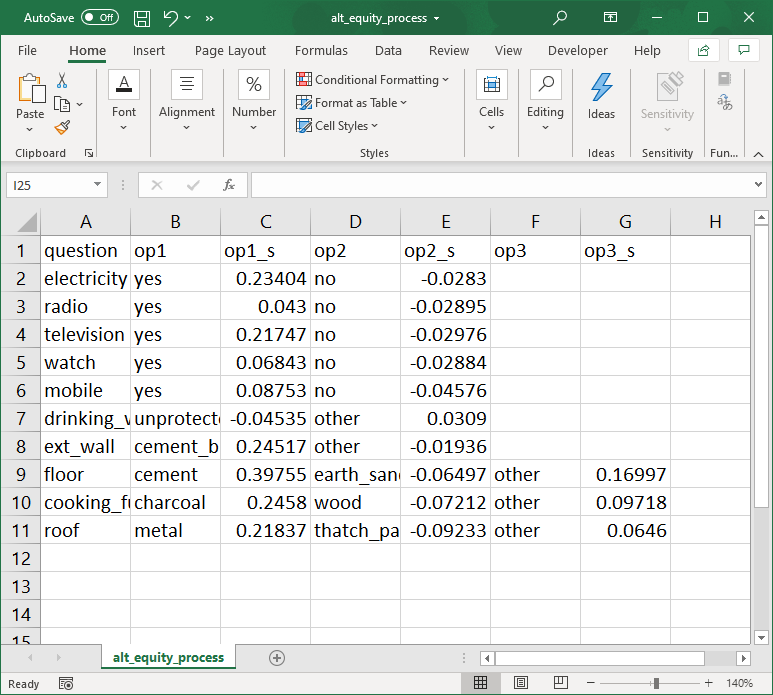 AutoSave Off alt_equity_process
File Home Insert Page Layout Formulas Data Review View Developer Help
Paste Font Alignment % Number Conditional Formatting Format as Table Cell Styles Cells Editing Ideas Sensitivity
Clipboard Styles Ideas Sensitivity Fun...
I25 fx
A B C D E F G H
1 question op1 op1_s op2 op2_s op3 op3_s
2 electricity yes 0.23404 no -0.0283
3 radio yes 0.043 no -0.02895
4 television yes 0.21747 no -0.02976
5 watch yes 0.06843 no -0.02884
6 mobile yes 0.08753 no -0.04576
7 drinking_w unprotecte -0.04535 other 0.0309
8 ext_wall cement_b 0.24517 other -0.01936
9 floor cement 0.39755 earth_sand -0.06497 other 0.16997
10 cooking_fu charcoal 0.2458 wood -0.07212 other 0.09718
11 roof metal 0.21837 thatch_pa -0.09233 other 0.0646
12
13
14
15
alt_equity_process
Ready 140%